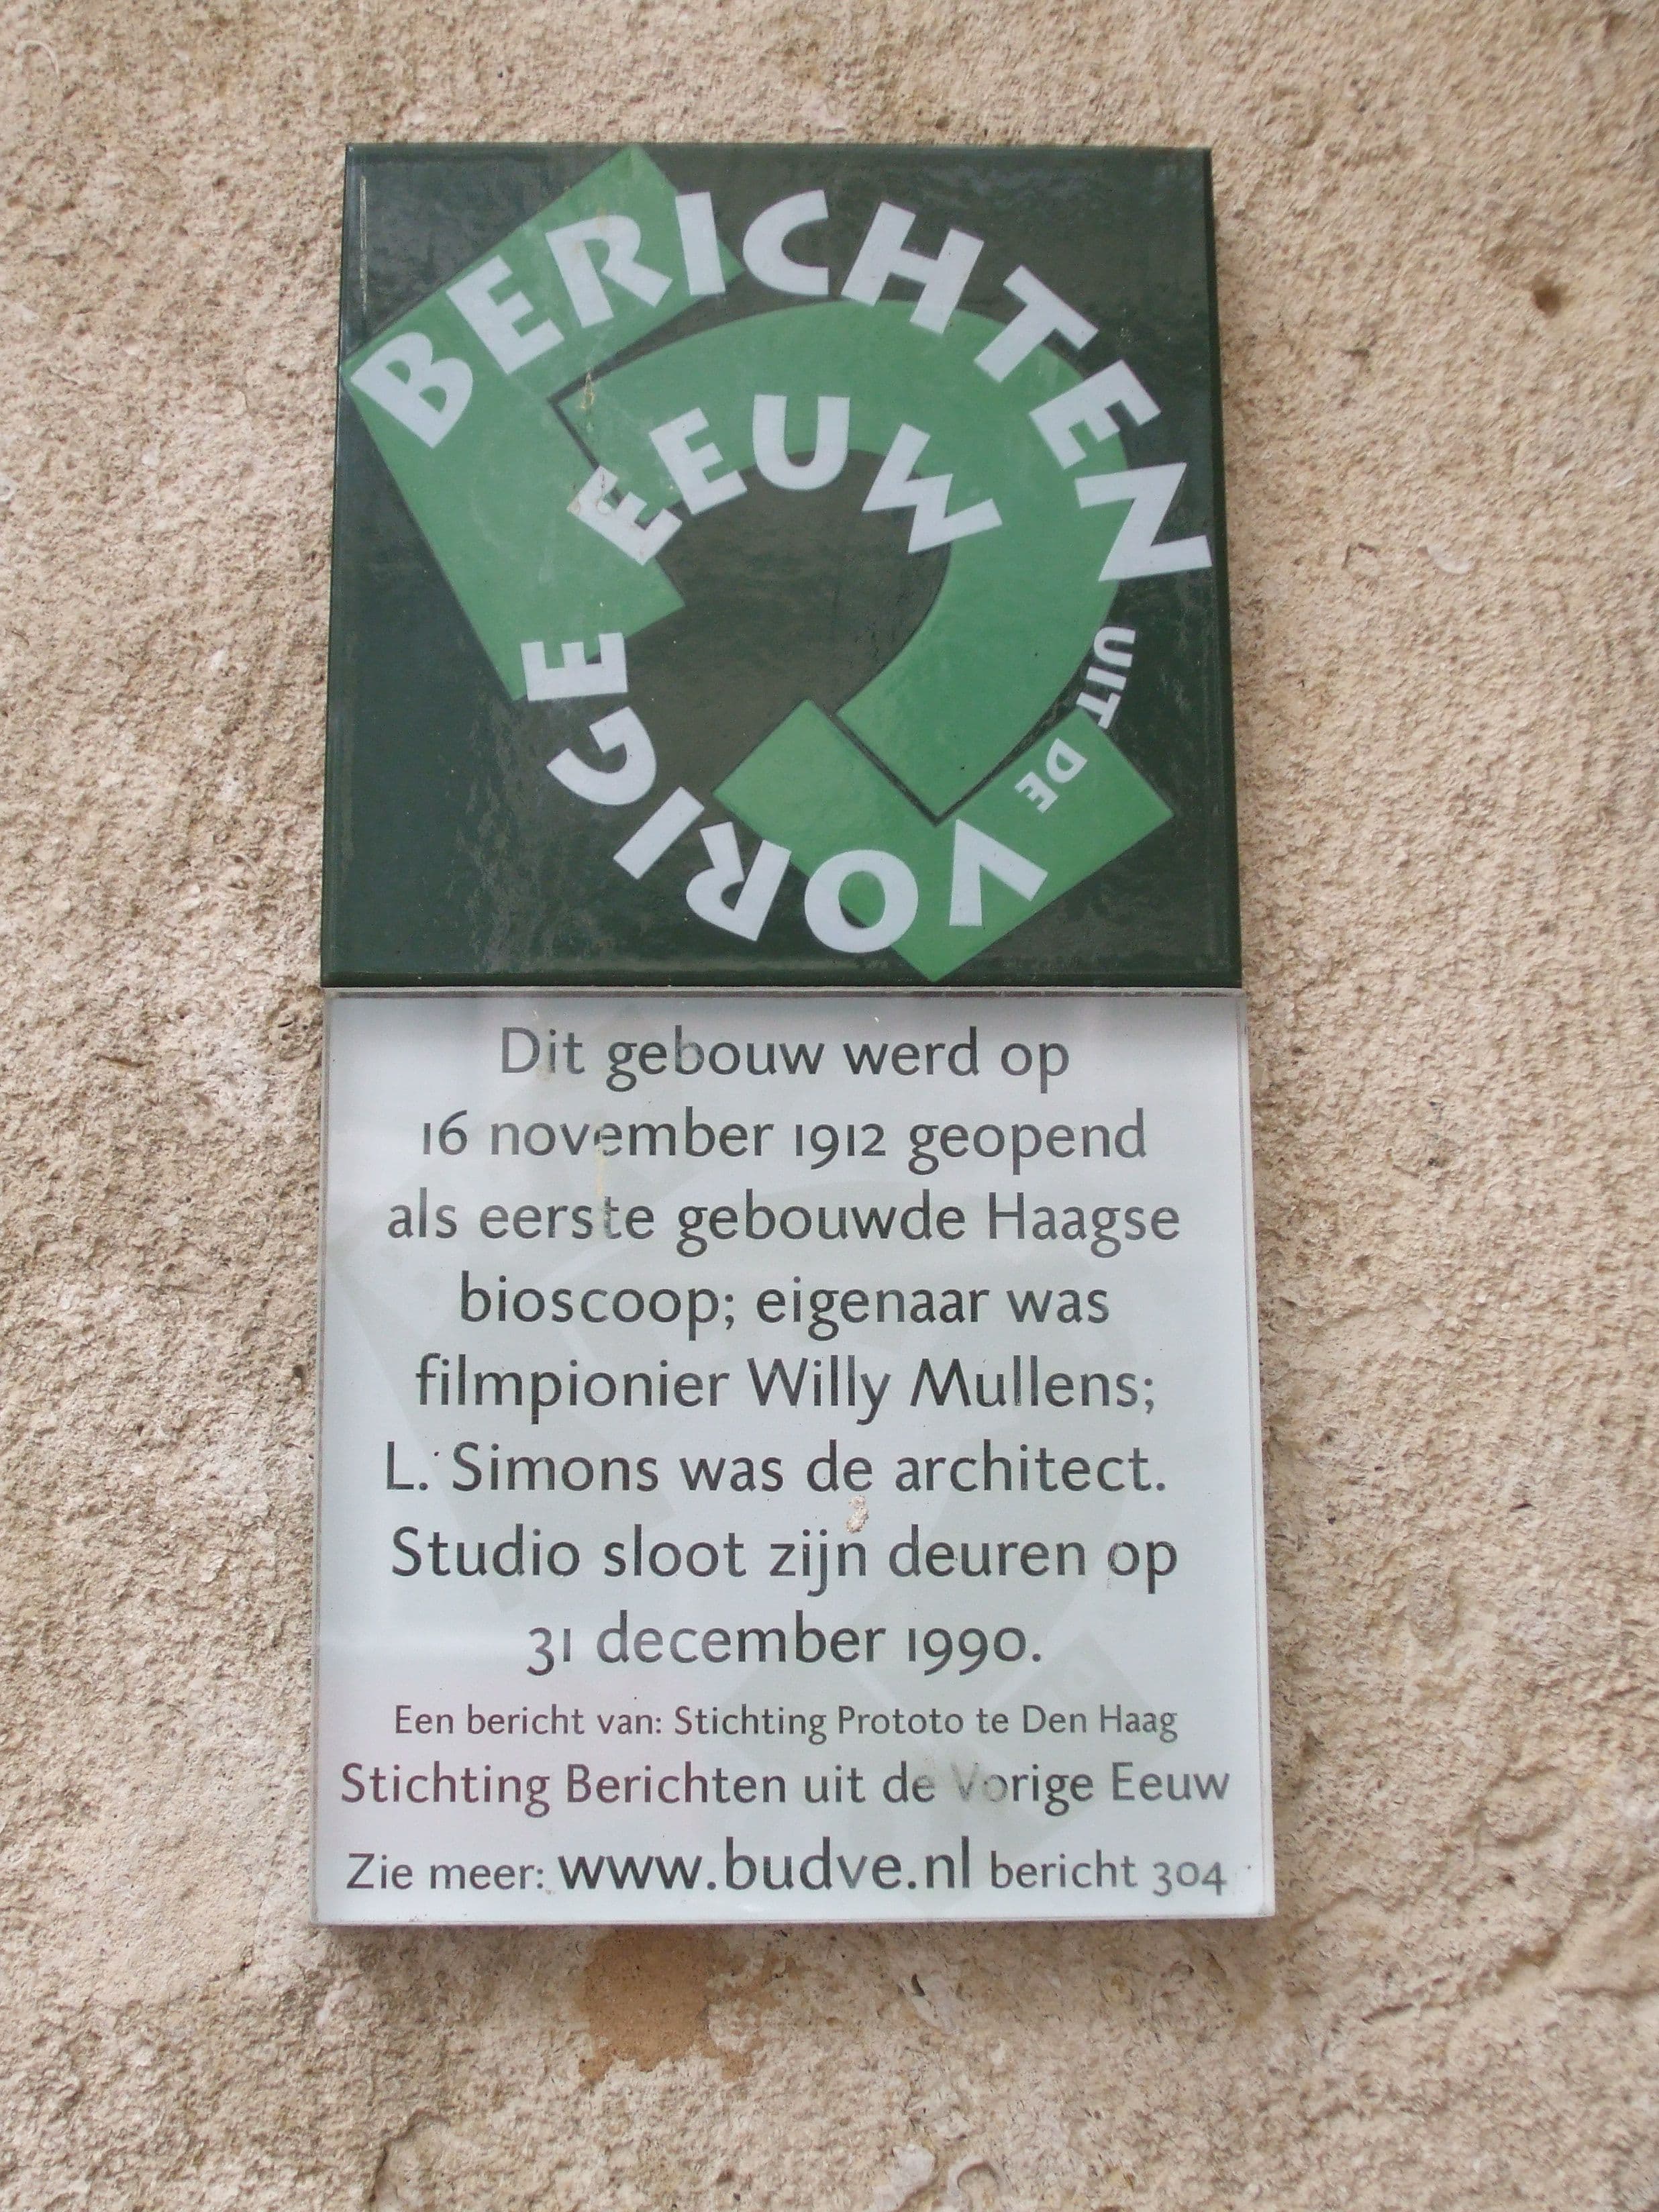 BERICHTEN UIT DE VORIGE EEUW
Dit gebouw werd op
16 november 1912 geopend
als eerste gebouwde Haagse
bioscoop; eigenaar was
filmpionier Willy Mullens;
L. Simons was de architect.
Studio sloot zijn deuren op
31 december 1990.
Een bericht van: Stichting Prototo te Den Haag
Stichting Berichten uit de Vorige Eeuw
Zie meer: www.budve.nl bericht 304